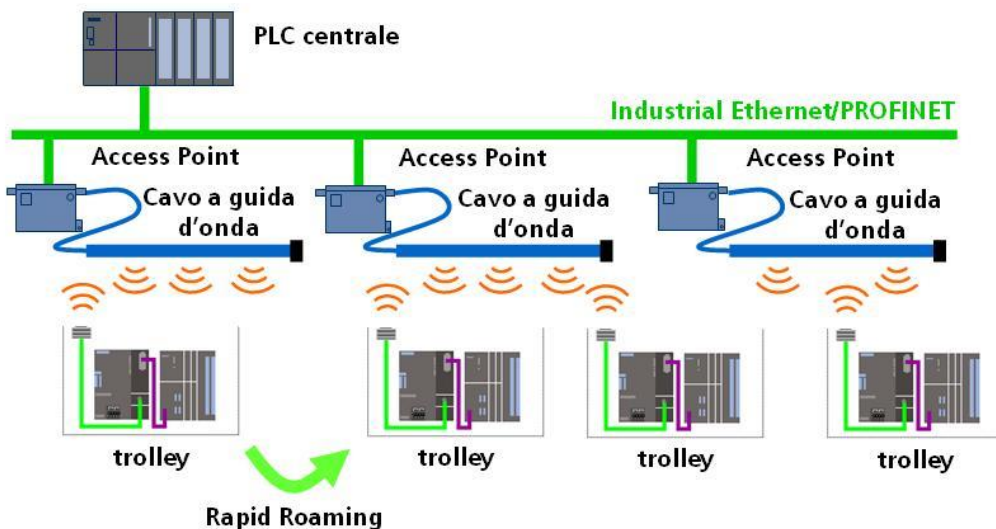 PLC centrale
Industrial Ethernet/PROFINET
Access Point
Access Point
Access Point
Cavo a guida
d'onda
Cavo a guida
d'onda
Cavo a guida
d'onda
trolley
trolley
trolley
trolley
Rapid Roaming